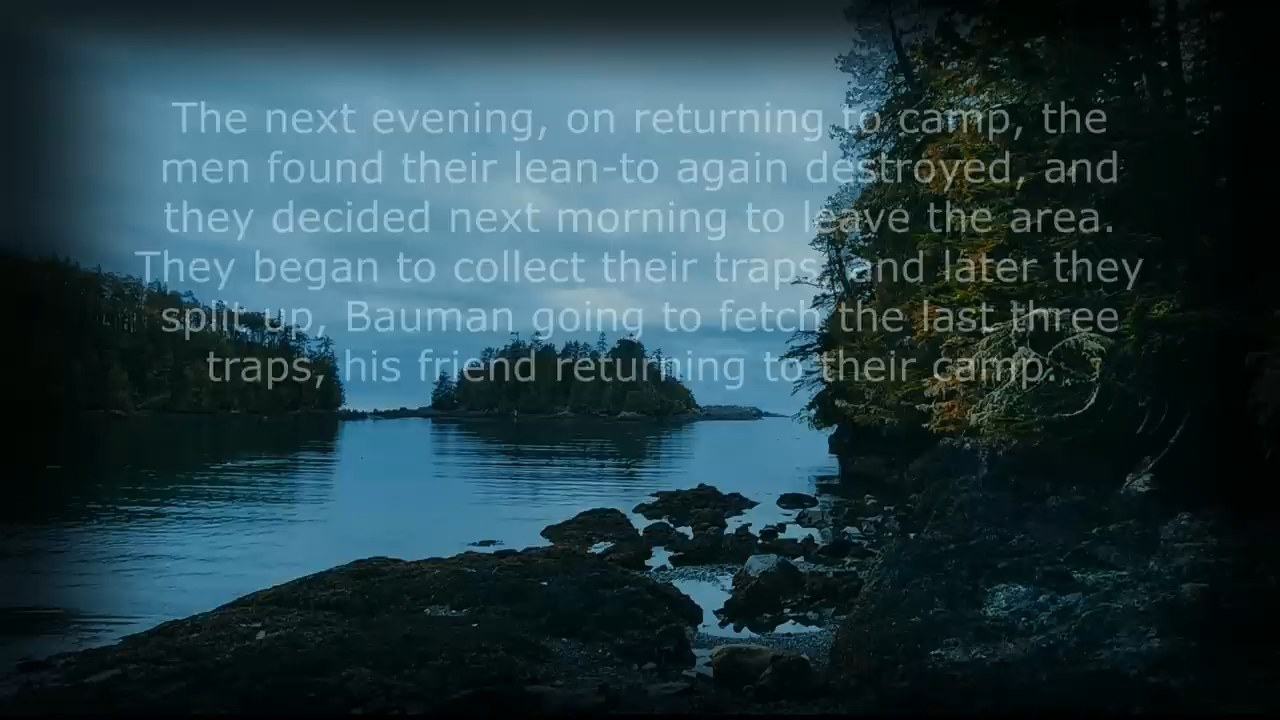 The next evening, on returning to camp, the
men found their lean-to again destroyed, and
they decided next morning to leave the area.
They began to collect their traps, and later they
split up, Bauman going to fetch the last three
traps, his friend returning to their camp.